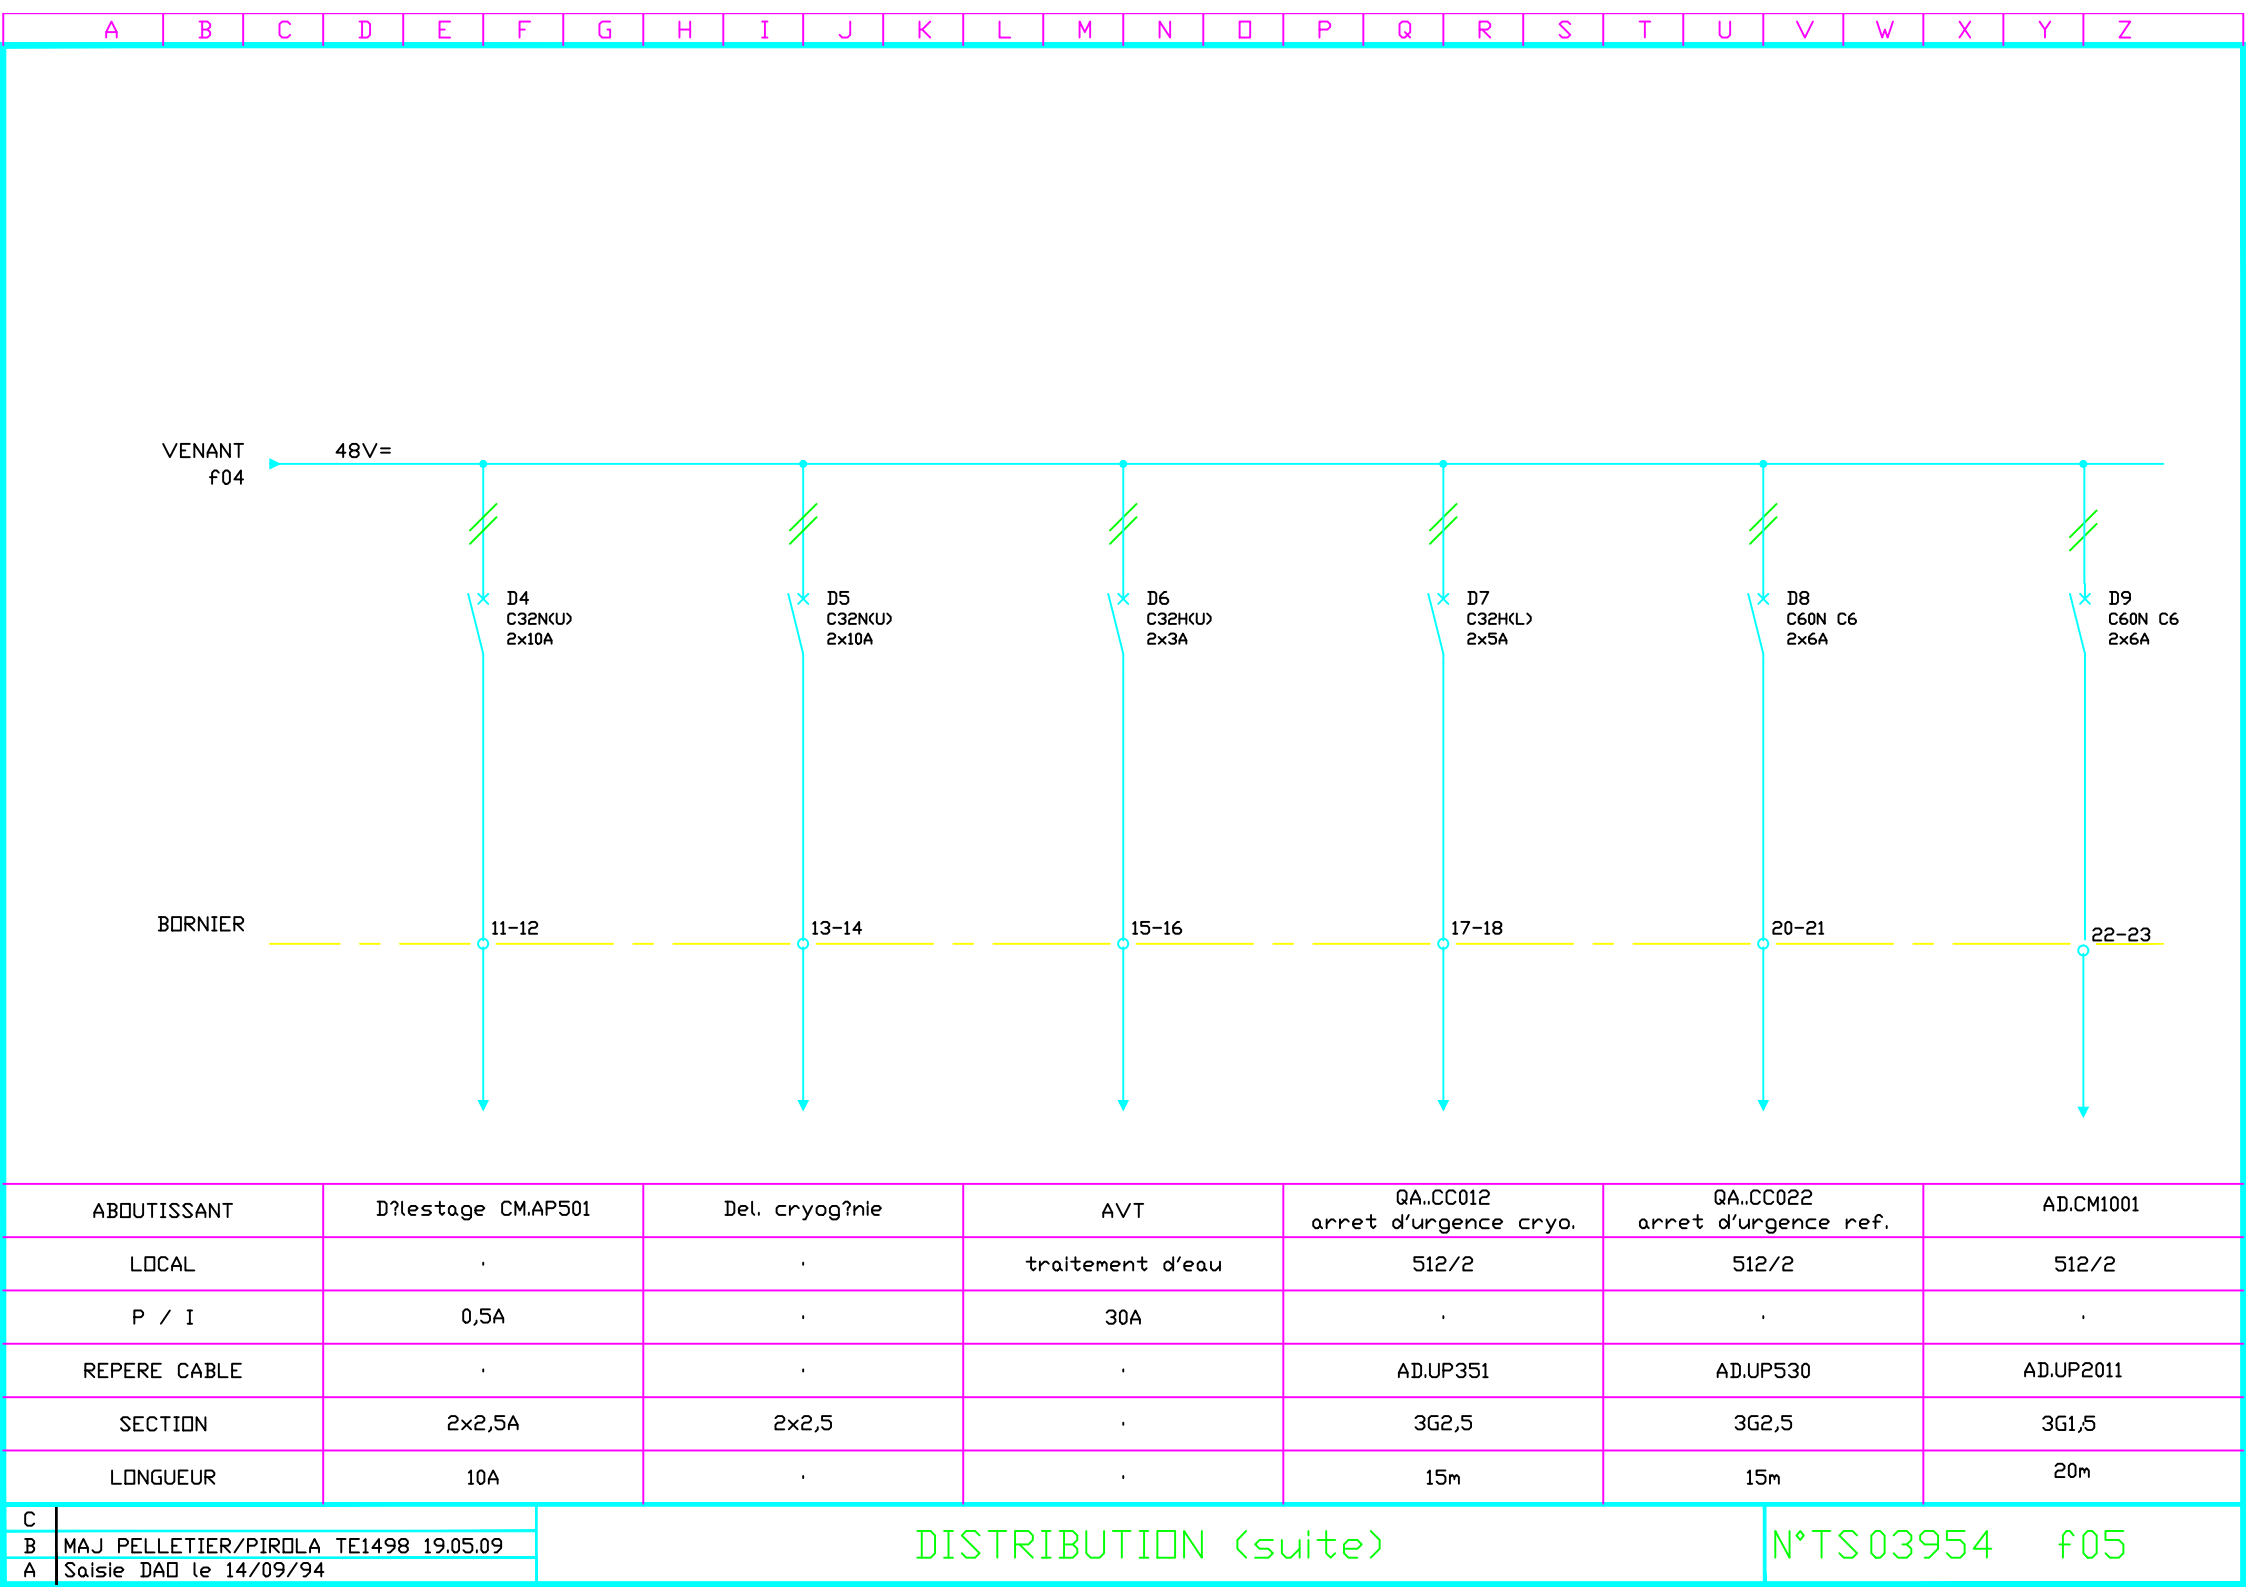 A B C D E F G H I J K L M N O P Q R S T U V W X Y Z
VENANT
f04
48V=
D4
C32N(U)
2x10A
D5
C32N(U)
2x10A
D6
C32H(U)
2x3A
D7
C32H(L)
2x5A
D8
C60N C6
2x6A
D9
C60N C6
2x6A
BORNIER
11-12
13-14
15-16
17-18
20-21
22-23
ABOUTISSANT
D?lestage CM.AP501
Del. cryog?nie
AVT
QA..CC012
arret d'urgence cryo.
QA..CC022
arret d'urgence ref.
AD.CM1001
LOCAL . . traitement d'eau 512/2 512/2 512/2
P / I 0,5A . 30A . . .
REPERE CABLE . . . AD.UP351 AD.UP530 AD.UP2011
SECTION 2x2,5A 2x2,5 . 3G2,5 3G2,5 3G1,5
LONGUEUR 10A . . 15m 15m 20m
C
B MAJ PELLETIER/PIROLA TE1498 19.05.09
A Saisie DAO le 14/09/94
DISTRIBUTION (suite)
N°TS03954 f05